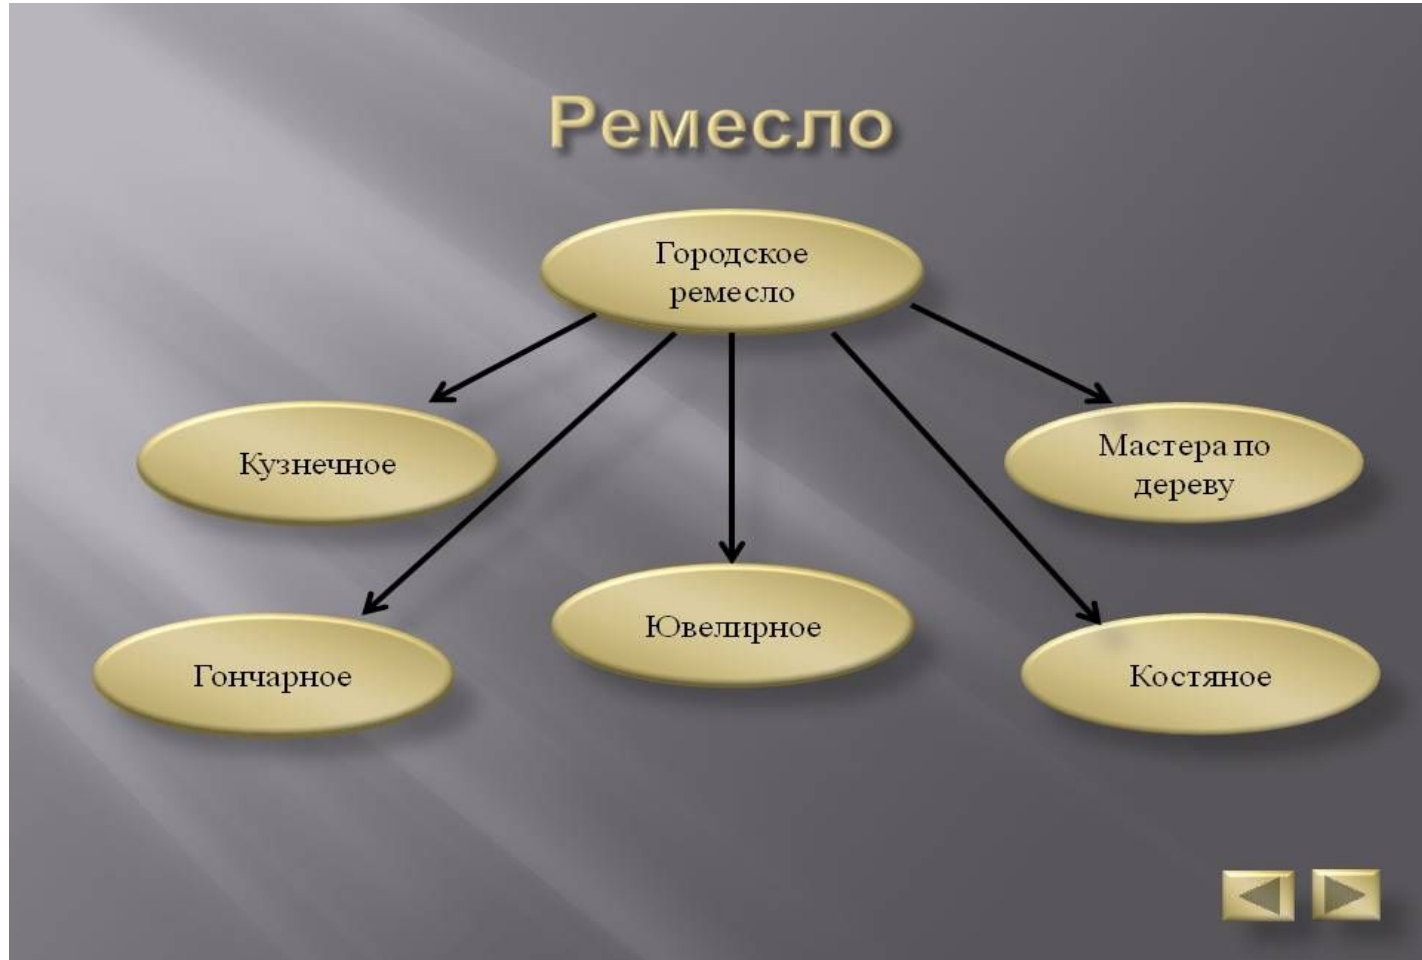 Ремесло
Городское
ремесло
Кузнечное
Мастера по
дереву
Гончарное
Ювелирное
Костяное